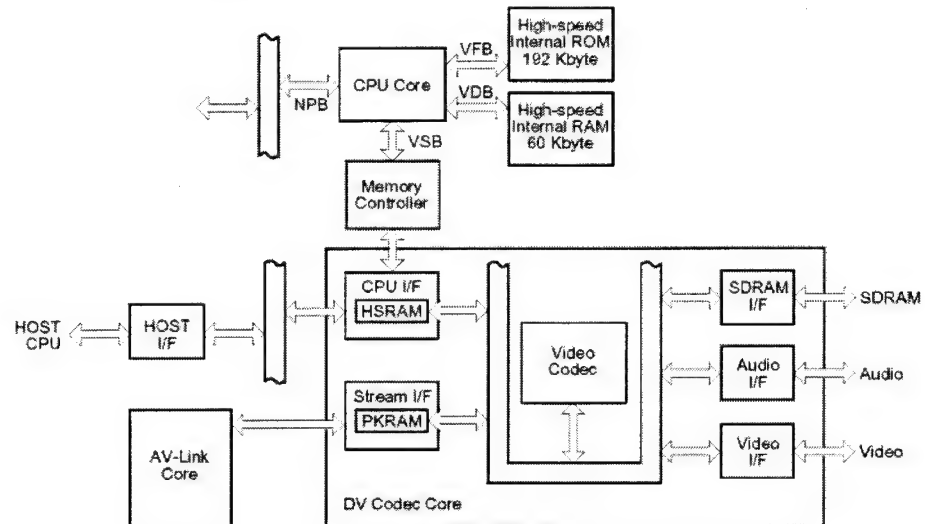 High-speed
Internal ROM
192 Kbyte
VFB
CPU Core
NPB
VDB
High-speed
Internal RAM
60 Kbyte
VSB
Memory
Controller
CPU I/F
HSRAM
SDRAM
I/F
SDRAM
HOST
CPU
HOST
I/F
Video
Codec
Audio
I/F
Audio
Stream I/F
PKRAM
AV-Link
Core
Video
I/F
Video
DV Codec Core